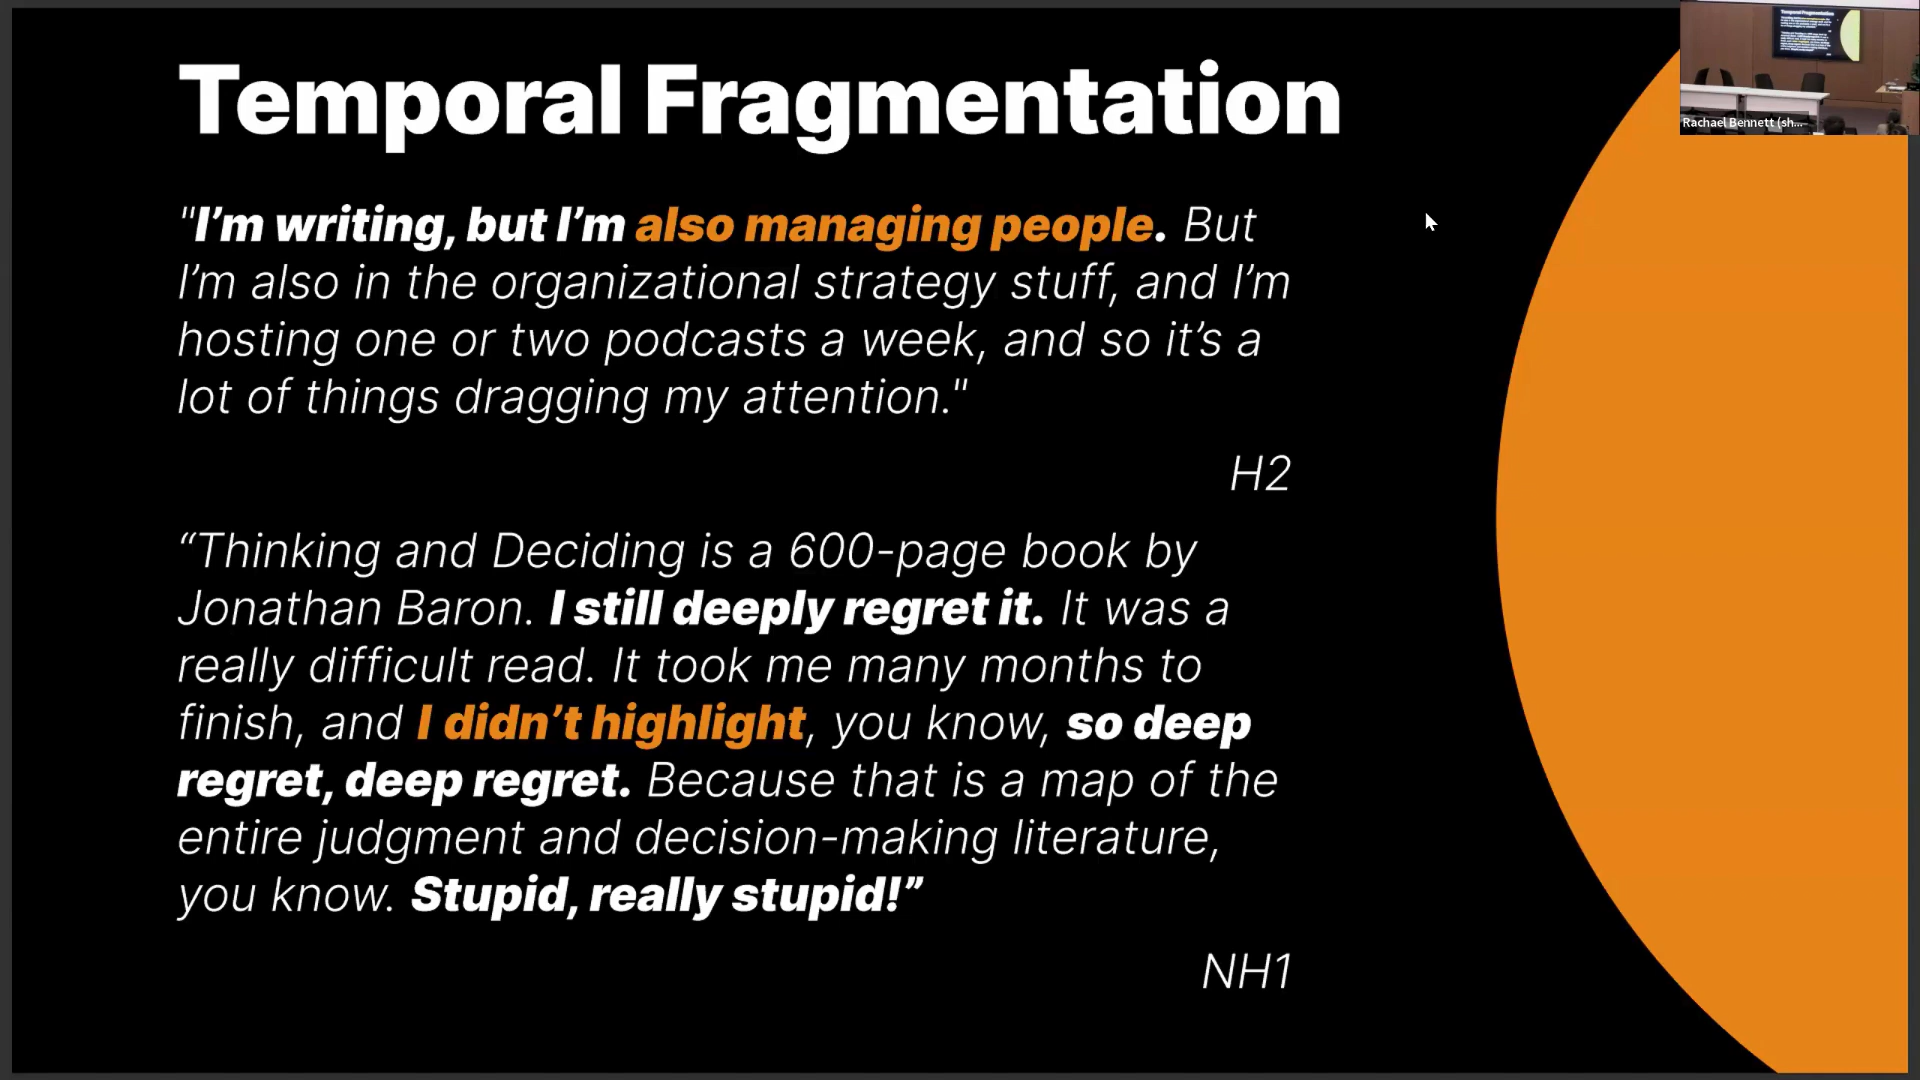 Temporal Fragmentation
"I’m writing, but I’m also managing people. But
I’m also in the organizational strategy stuff, and I’m
hosting one or two podcasts a week, and so it’s a
lot of things dragging my attention."
H2
“Thinking and Deciding is a 600-page book by
Jonathan Baron. I still deeply regret it. It was a
really difficult read. It took me many months to
finish, and I didn’t highlight, you know, so deep
regret, deep regret. Because that is a map of the
entire judgment and decision-making literature,
you know. Stupid, really stupid!”
NH1
Rachael Bennett (sh...